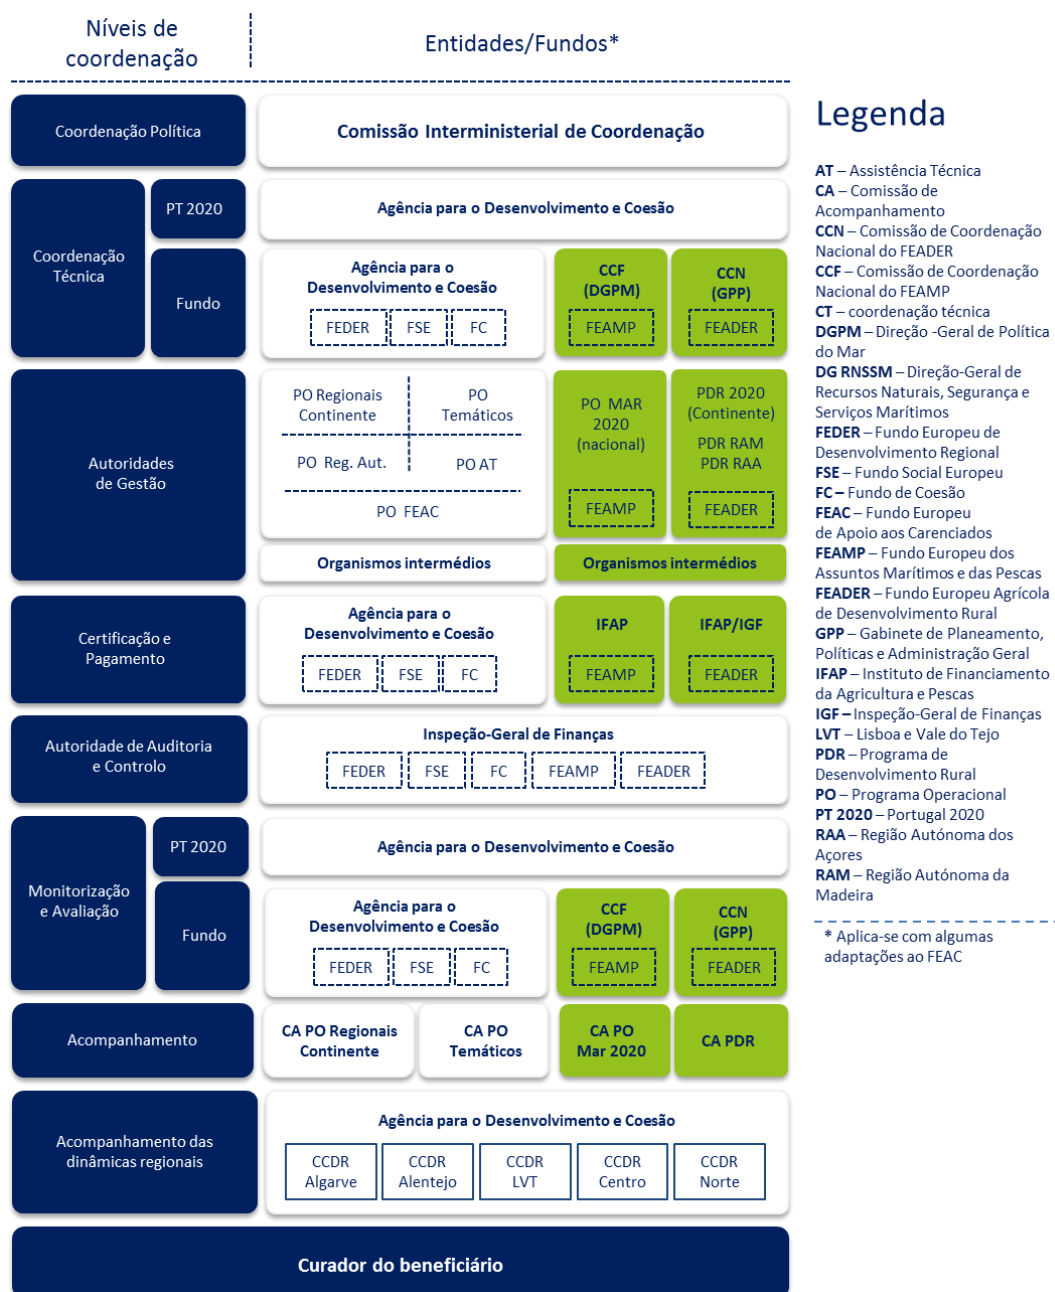 Níveis de
coordenação
Entidades/Fundos*
Coordenação Política
Comissão Interministerial de Coordenação
Coordenação
Técnica
PT 2020
Agência para o Desenvolvimento e Coesão
Fundo
Agência para o
Desenvolvimento e Coesão
FEDER
FSE
FC
CCF
(DGPM)
FEAMP
CCN
(GPP)
FEADER
Autoridades
de Gestão
PO Regionais
Continente
PO
Temáticos
PO Reg. Aut.
PO AT
PO FEAC
PO MAR
2020
(nacional)
FEAMP
PDR 2020
(Continente)
PDR RAM
PDR RAA
FEADER
Organismos intermédios
Organismos intermédios
Certificação e
Pagamento
Agência para o
Desenvolvimento e Coesão
FEDER
FSE
FC
IFAP
FEAMP
IFAP/IGF
FEADER
Autoridade de Auditoria
e Controlo
Inspeção-Geral de Finanças
FEDER
FSE
FC
FEAMP
FEADER
Monitorização
e Avaliação
PT 2020
Agência para o Desenvolvimento e Coesão
Fundo
Agência para o
Desenvolvimento e Coesão
FEDER
FSE
FC
CCF
(DGPM)
FEAMP
CCN
(GPP)
FEADER
Acompanhamento
CA PO Regionais
Continente
CA PO
Temáticos
CA PO
Mar 2020
CA PDR
Acompanhamento das
dinâmicas regionais
Agência para o Desenvolvimento e Coesão
CCDR
Algarve
CCDR
Alentejo
CCDR
LVT
CCDR
Centro
CCDR
Norte
Curador do beneficiário
Legenda
AT – Assistência Técnica
CA – Comissão de
Acompanhamento
CCN – Comissão de Coordenação
Nacional do FEADER
CCF – Comissão de Coordenação
Nacional do FEAMP
CT – coordenação técnica
DGPM – Direção -Geral de Política
do Mar
DG RNSSM – Direção-Geral de
Recursos Naturais, Segurança e
Serviços Marítimos
FEDER – Fundo Europeu de
Desenvolvimento Regional
FSE – Fundo Social Europeu
FC – Fundo de Coesão
FEAC – Fundo Europeu
de Apoio aos Carenciados
FEAMP – Fundo Europeu dos
Assuntos Marítimos e das Pescas
FEADER – Fundo Europeu Agrícola
de Desenvolvimento Rural
GPP – Gabinete de Planeamento,
Políticas e Administração Geral
IFAP – Instituto de Financiamento
da Agricultura e Pescas
IGF – Inspeção-Geral de Finanças
LVT – Lisboa e Vale do Tejo
PDR – Programa de
Desenvolvimento Rural
PO – Programa Operacional
PT 2020 – Portugal 2020
RAA – Região Autónoma dos
Açores
RAM – Região Autónoma da
Madeira
* Aplica-se com algumas
adaptações ao FEAC